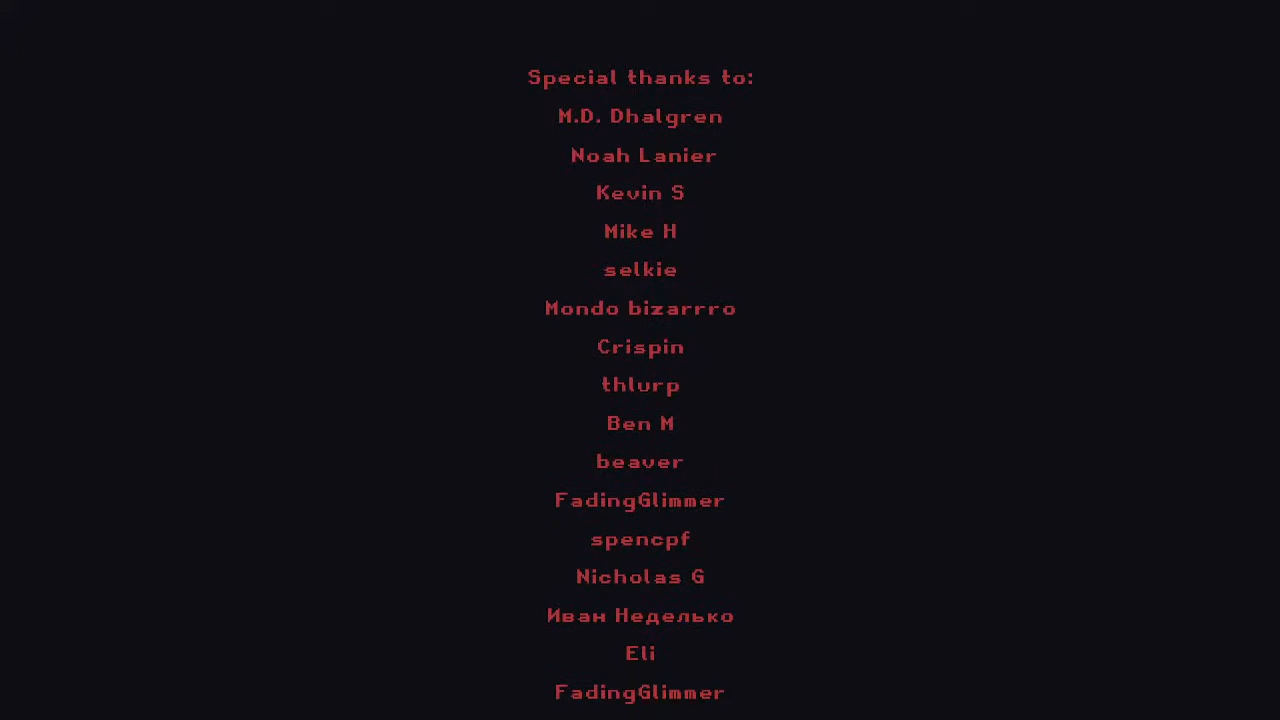 Special thanks to:
M.D. Dhalgren
Noah Lanier
Kevin S
Mike H
selkie
Mondo bizarrro
Crispin
thlurp
Ben M
beaver
FadingGlimmer
spencpf
Nicholas G
Иван Неделько
Eli
FadingGlimmer